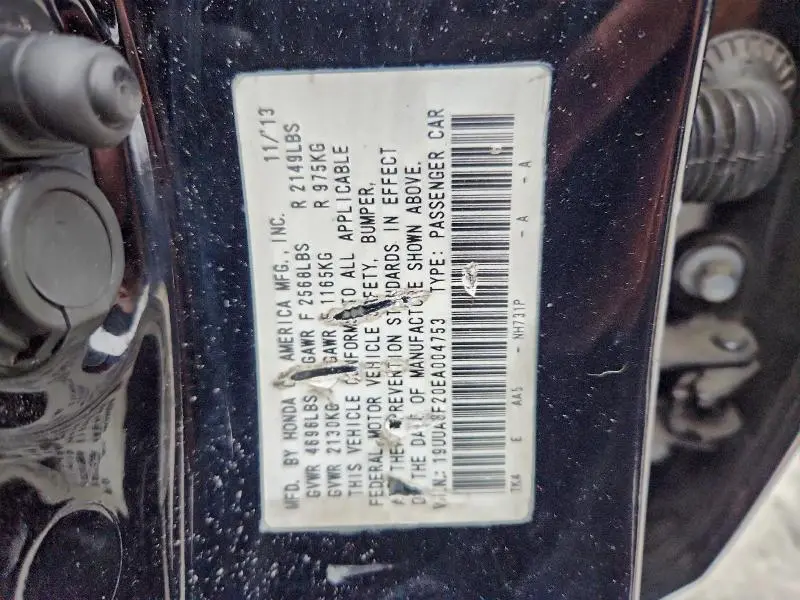 MFD. BY HONDA OF AMERICA MFG., INC. 11/'13
GVWR 4696LBS GAWR F 2568LBS R 2149LBS
GVWR 2130KG GAWR F 1165KG R 975KG
THIS VEHICLE CONFORMS TO ALL APPLICABLE
FEDERAL MOTOR VEHICLE SAFETY, BUMPER,
AND THEFT PREVENTION STANDARDS IN EFFECT
ON THE DATE OF MANUFACTURE SHOWN ABOVE.
V.I.N.: 19UUA8F20EA004753 TYPE: PASSENGER CAR
TK4 E AA5 - NH731P - A - A